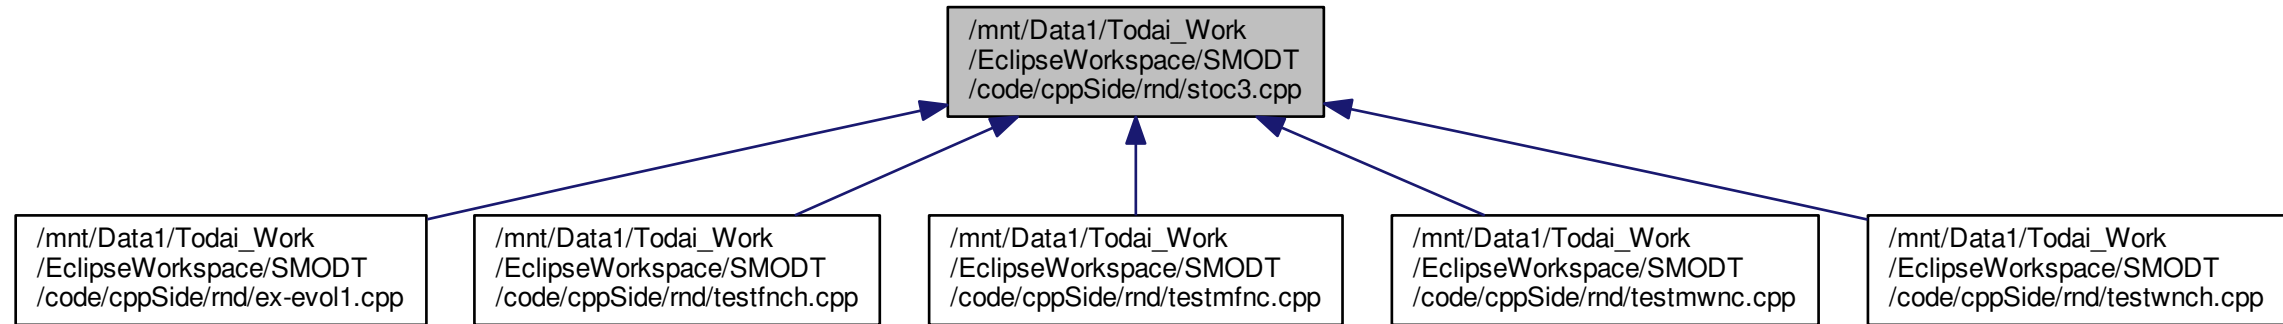 /mnt/Data1/Todai_Work
/EclipseWorkspace/SMODT
/code/cppSide/rnd/stoc3.cpp
/mnt/Data1/Todai_Work
/EclipseWorkspace/SMODT
/code/cppSide/rnd/ex-evol1.cpp
/mnt/Data1/Todai_Work
/EclipseWorkspace/SMODT
/code/cppSide/rnd/testfnch.cpp
/mnt/Data1/Todai_Work
/EclipseWorkspace/SMODT
/code/cppSide/rnd/testmfnc.cpp
/mnt/Data1/Todai_Work
/EclipseWorkspace/SMODT
/code/cppSide/rnd/testmwnc.cpp
/mnt/Data1/Todai_Work
/EclipseWorkspace/SMODT
/code/cppSide/rnd/testwnch.cpp